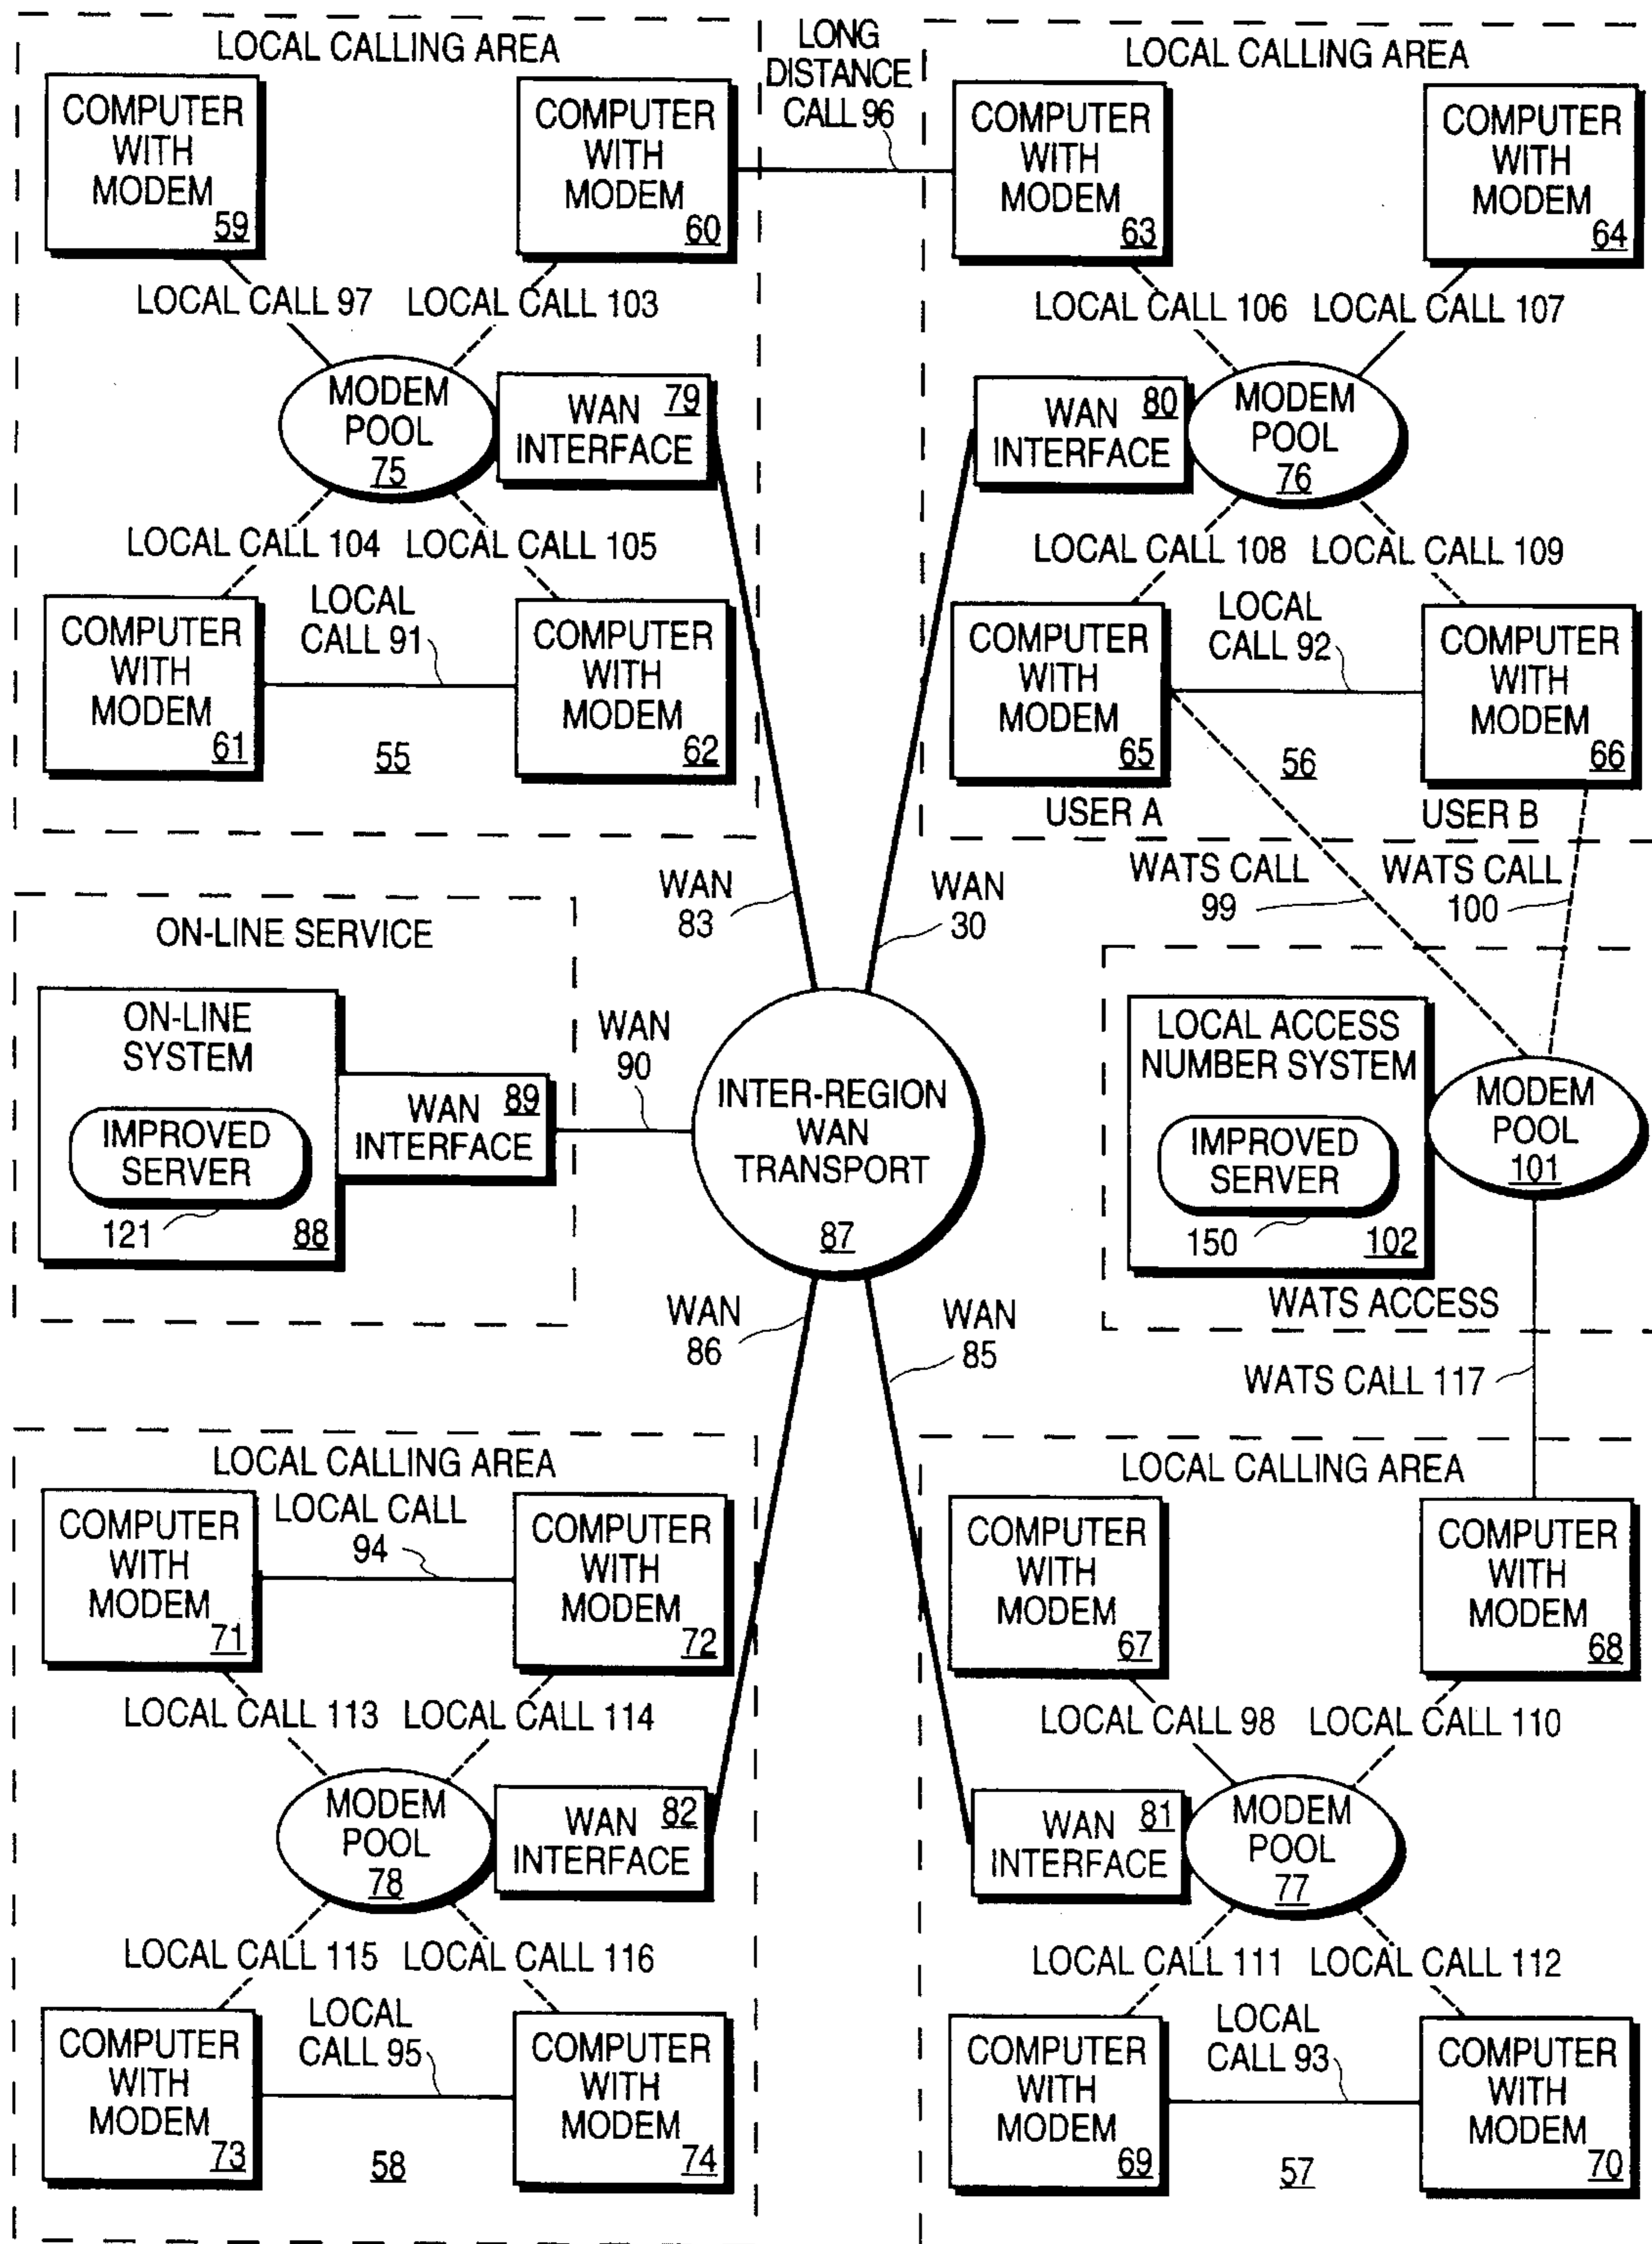 LOCAL CALLING AREA
COMPUTER
WITH
MODEM
59
COMPUTER
WITH
MODEM
60
LONG
DISTANCE
CALL 96
LOCAL CALLING AREA
COMPUTER
WITH
MODEM
63
COMPUTER
WITH
MODEM
64
LOCAL CALL 97
LOCAL CALL 103
MODEM
POOL
75
WAN 79
INTERFACE
LOCAL CALL 106
LOCAL CALL 107
WAN 80
INTERFACE
MODEM
POOL
76
LOCAL CALL 104
LOCAL CALL 105
LOCAL
CALL 91
COMPUTER
WITH
MODEM
61
55
COMPUTER
WITH
MODEM
62
LOCAL CALL 108
LOCAL CALL 109
LOCAL
CALL 92
COMPUTER
WITH
MODEM
65
USER A
56
COMPUTER
WITH
MODEM
66
USER B
WAN
83
WAN
30
WATS CALL
99
WATS CALL
100
ON-LINE SERVICE
ON-LINE
SYSTEM
IMPROVED
SERVER
121
88
WAN 89
INTERFACE
WAN
90
INTER-REGION
WAN
TRANSPORT
87
LOCAL ACCESS
NUMBER SYSTEM
IMPROVED
SERVER
150
102
MODEM
POOL
101
WATS ACCESS
WAN
86
WAN
85
WATS CALL 117
LOCAL CALLING AREA
COMPUTER
WITH
MODEM
71
LOCAL CALL
94
COMPUTER
WITH
MODEM
72
LOCAL CALLING AREA
COMPUTER
WITH
MODEM
67
COMPUTER
WITH
MODEM
68
LOCAL CALL 113
LOCAL CALL 114
MODEM
POOL
78
WAN 82
INTERFACE
LOCAL CALL 98
LOCAL CALL 110
WAN 81
INTERFACE
MODEM
POOL
77
LOCAL CALL 115
LOCAL CALL 116
LOCAL
CALL 95
COMPUTER
WITH
MODEM
73
58
COMPUTER
WITH
MODEM
74
LOCAL CALL 111
LOCAL CALL 112
LOCAL
CALL 93
COMPUTER
WITH
MODEM
69
57
COMPUTER
WITH
MODEM
70